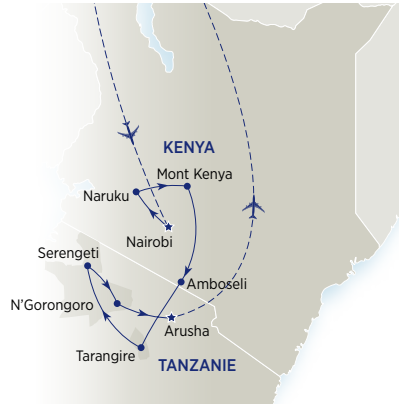 KENYA
Mont Kenya
Naruku
Nairobi
Serengeti
Amboseli
N'Gorongoro
Arusha
Tarangire
TANZANIE